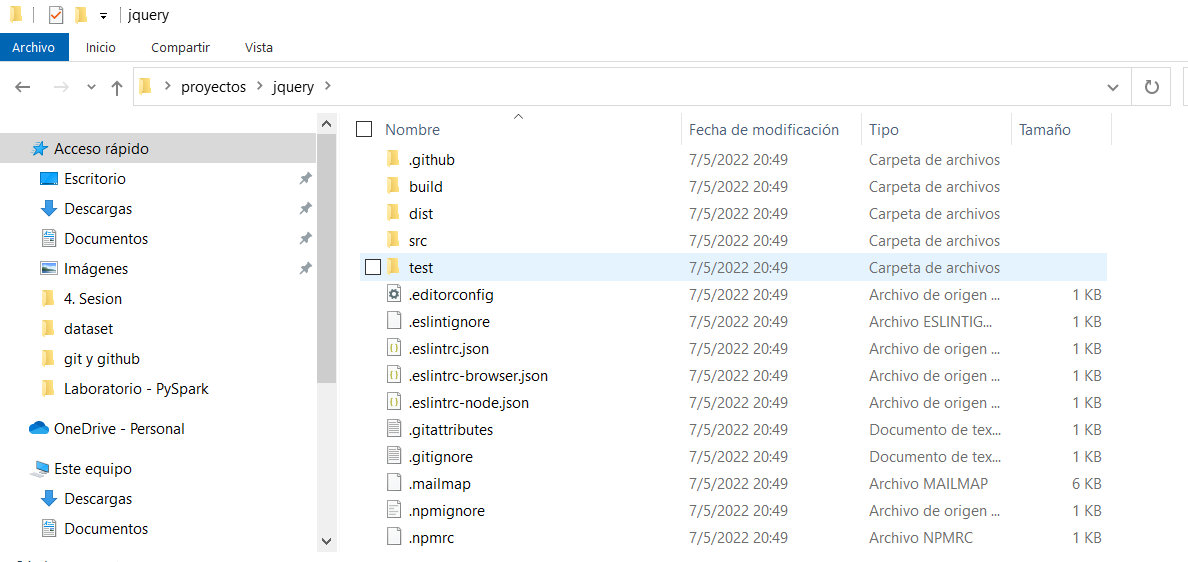 jquery
Archivo Inicio Compartir Vista
proyectos jquery
Acceso rápido
Escritorio
Descargas
Documentos
Imágenes
4. Sesion
dataset
git y github
Laboratorio - PySpark
OneDrive - Personal
Este equipo
Descargas
Documentos
Nombre Fecha de modificación Tipo Tamaño
.github 7/5/2022 20:49 Carpeta de archivos
build 7/5/2022 20:49 Carpeta de archivos
dist 7/5/2022 20:49 Carpeta de archivos
src 7/5/2022 20:49 Carpeta de archivos
test 7/5/2022 20:49 Carpeta de archivos
.editorconfig 7/5/2022 20:49 Archivo de origen ... 1 KB
.eslintignore 7/5/2022 20:49 Archivo ESLINTIG... 1 KB
.eslintrc.json 7/5/2022 20:49 Archivo de origen ... 1 KB
.eslintrc-browser.json 7/5/2022 20:49 Archivo de origen ... 1 KB
.eslintrc-node.json 7/5/2022 20:49 Archivo de origen ... 1 KB
.gitattributes 7/5/2022 20:49 Documento de tex... 1 KB
.gitignore 7/5/2022 20:49 Documento de tex... 1 KB
.mailmap 7/5/2022 20:49 Archivo MAILMAP 6 KB
.npmignore 7/5/2022 20:49 Archivo de origen ... 1 KB
.npmrc 7/5/2022 20:49 Archivo NPMRC 1 KB